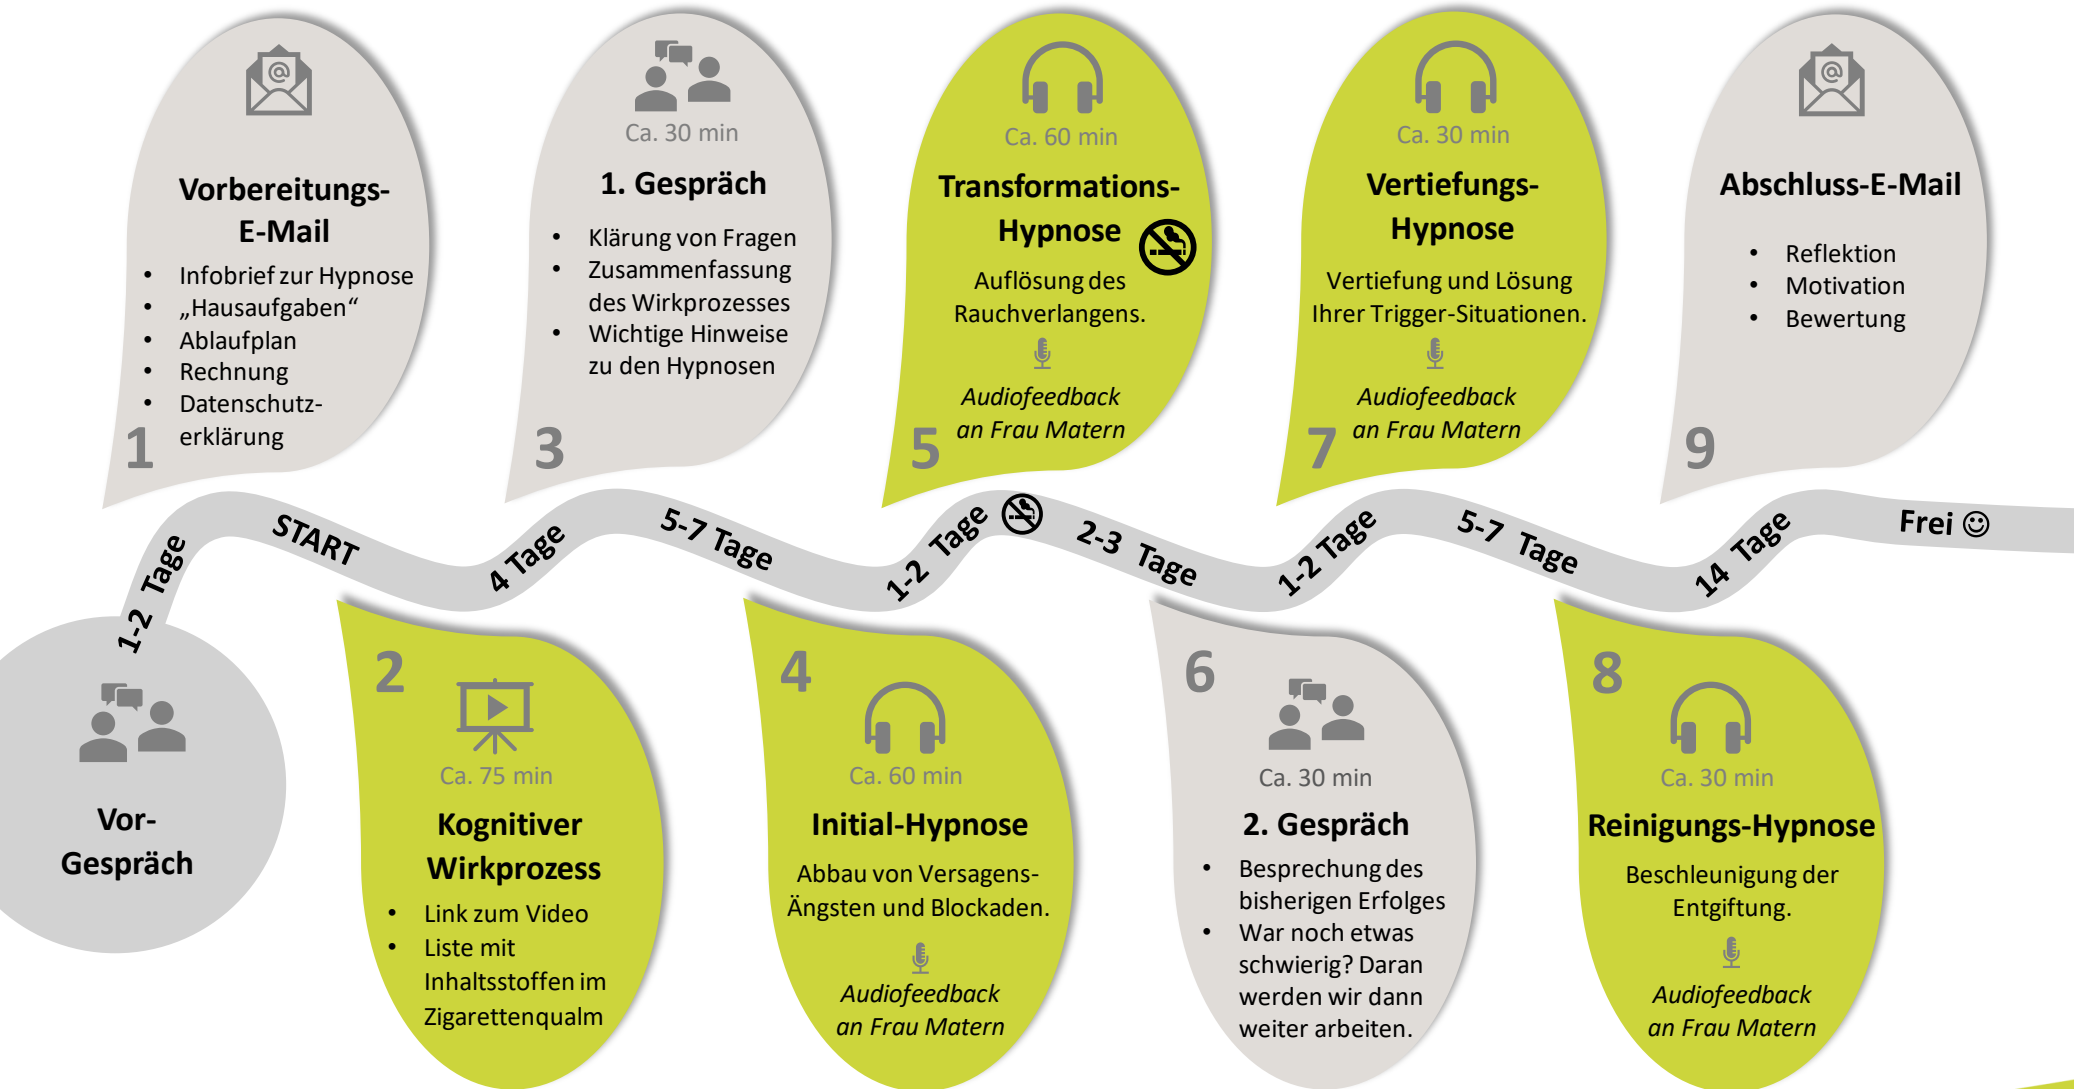 Vor-
Gespräch
1-2 Tage
START
4 Tage
5-7 Tage
1-2 Tage
2-3 Tage
1-2 Tage
5-7 Tage
14 Tage
Frei ☺
1
@
Vorbereitungs-
E-Mail
• Infobrief zur Hypnose
• „Hausaufgaben“
• Ablaufplan
• Rechnung
• Datenschutz-
erklärung
2
Ca. 75 min
Kognitiver
Wirkprozess
• Link zum Video
• Liste mit
Inhaltsstoffen im
Zigarettenqualm
3
Ca. 30 min
1. Gespräch
• Klärung von Fragen
• Zusammenfassung
des Wirkprozesses
• Wichtige Hinweise
zu den Hypnosen
4
Ca. 60 min
Initial-Hypnose
Abbau von Versagens-
Ängsten und Blockaden.
Audiofeedback
an Frau Matern
5
Ca. 60 min
Transformations-
Hypnose
Auflösung des
Rauchverlangens.
Audiofeedback
an Frau Matern
6
Ca. 30 min
2. Gespräch
• Besprechung des
bisherigen Erfolges
• War noch etwas
schwierig? Daran
werden wir dann
weiter arbeiten.
7
Ca. 30 min
Vertiefungs-
Hypnose
Vertiefung und Lösung
Ihrer Trigger-Situationen.
Audiofeedback
an Frau Matern
8
Ca. 30 min
Reinigungs-Hypnose
Beschleunigung der
Entgiftung.
Audiofeedback
an Frau Matern
9
@
Abschluss-E-Mail
• Reflektion
• Motivation
• Bewertung